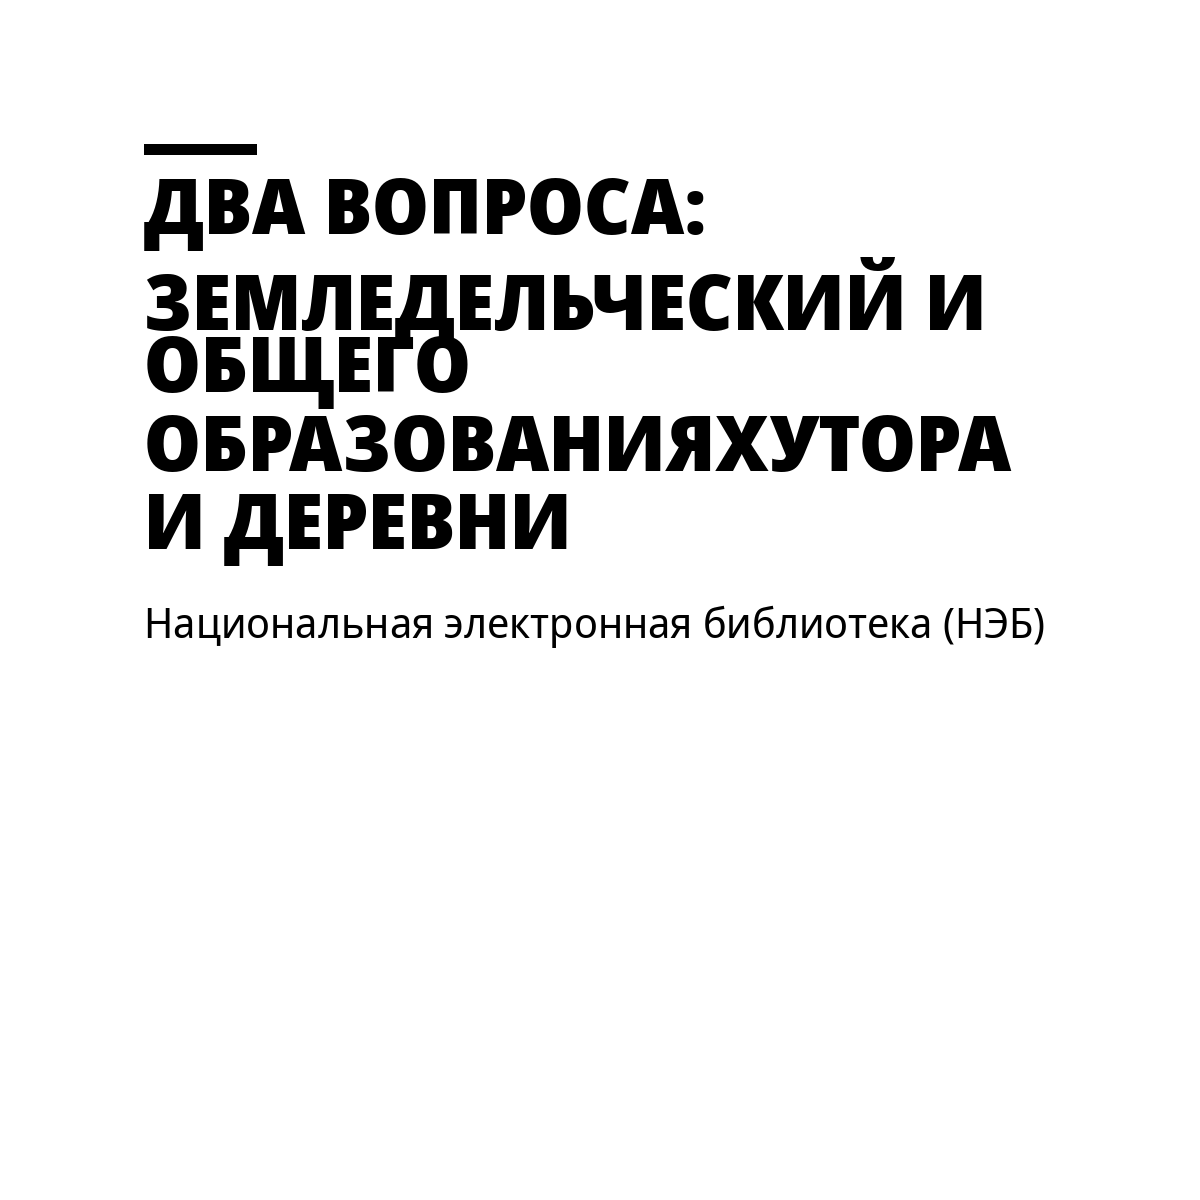 ДВА ВОПРОСА:
ЗЕМЛЕДЕЛЬЧЕСКИЙ И
ОБЩЕГО
ОБРАЗОВАНИЯХУТОРА
И ДЕРЕВНИ
Национальная электронная библиотека (НЭБ)